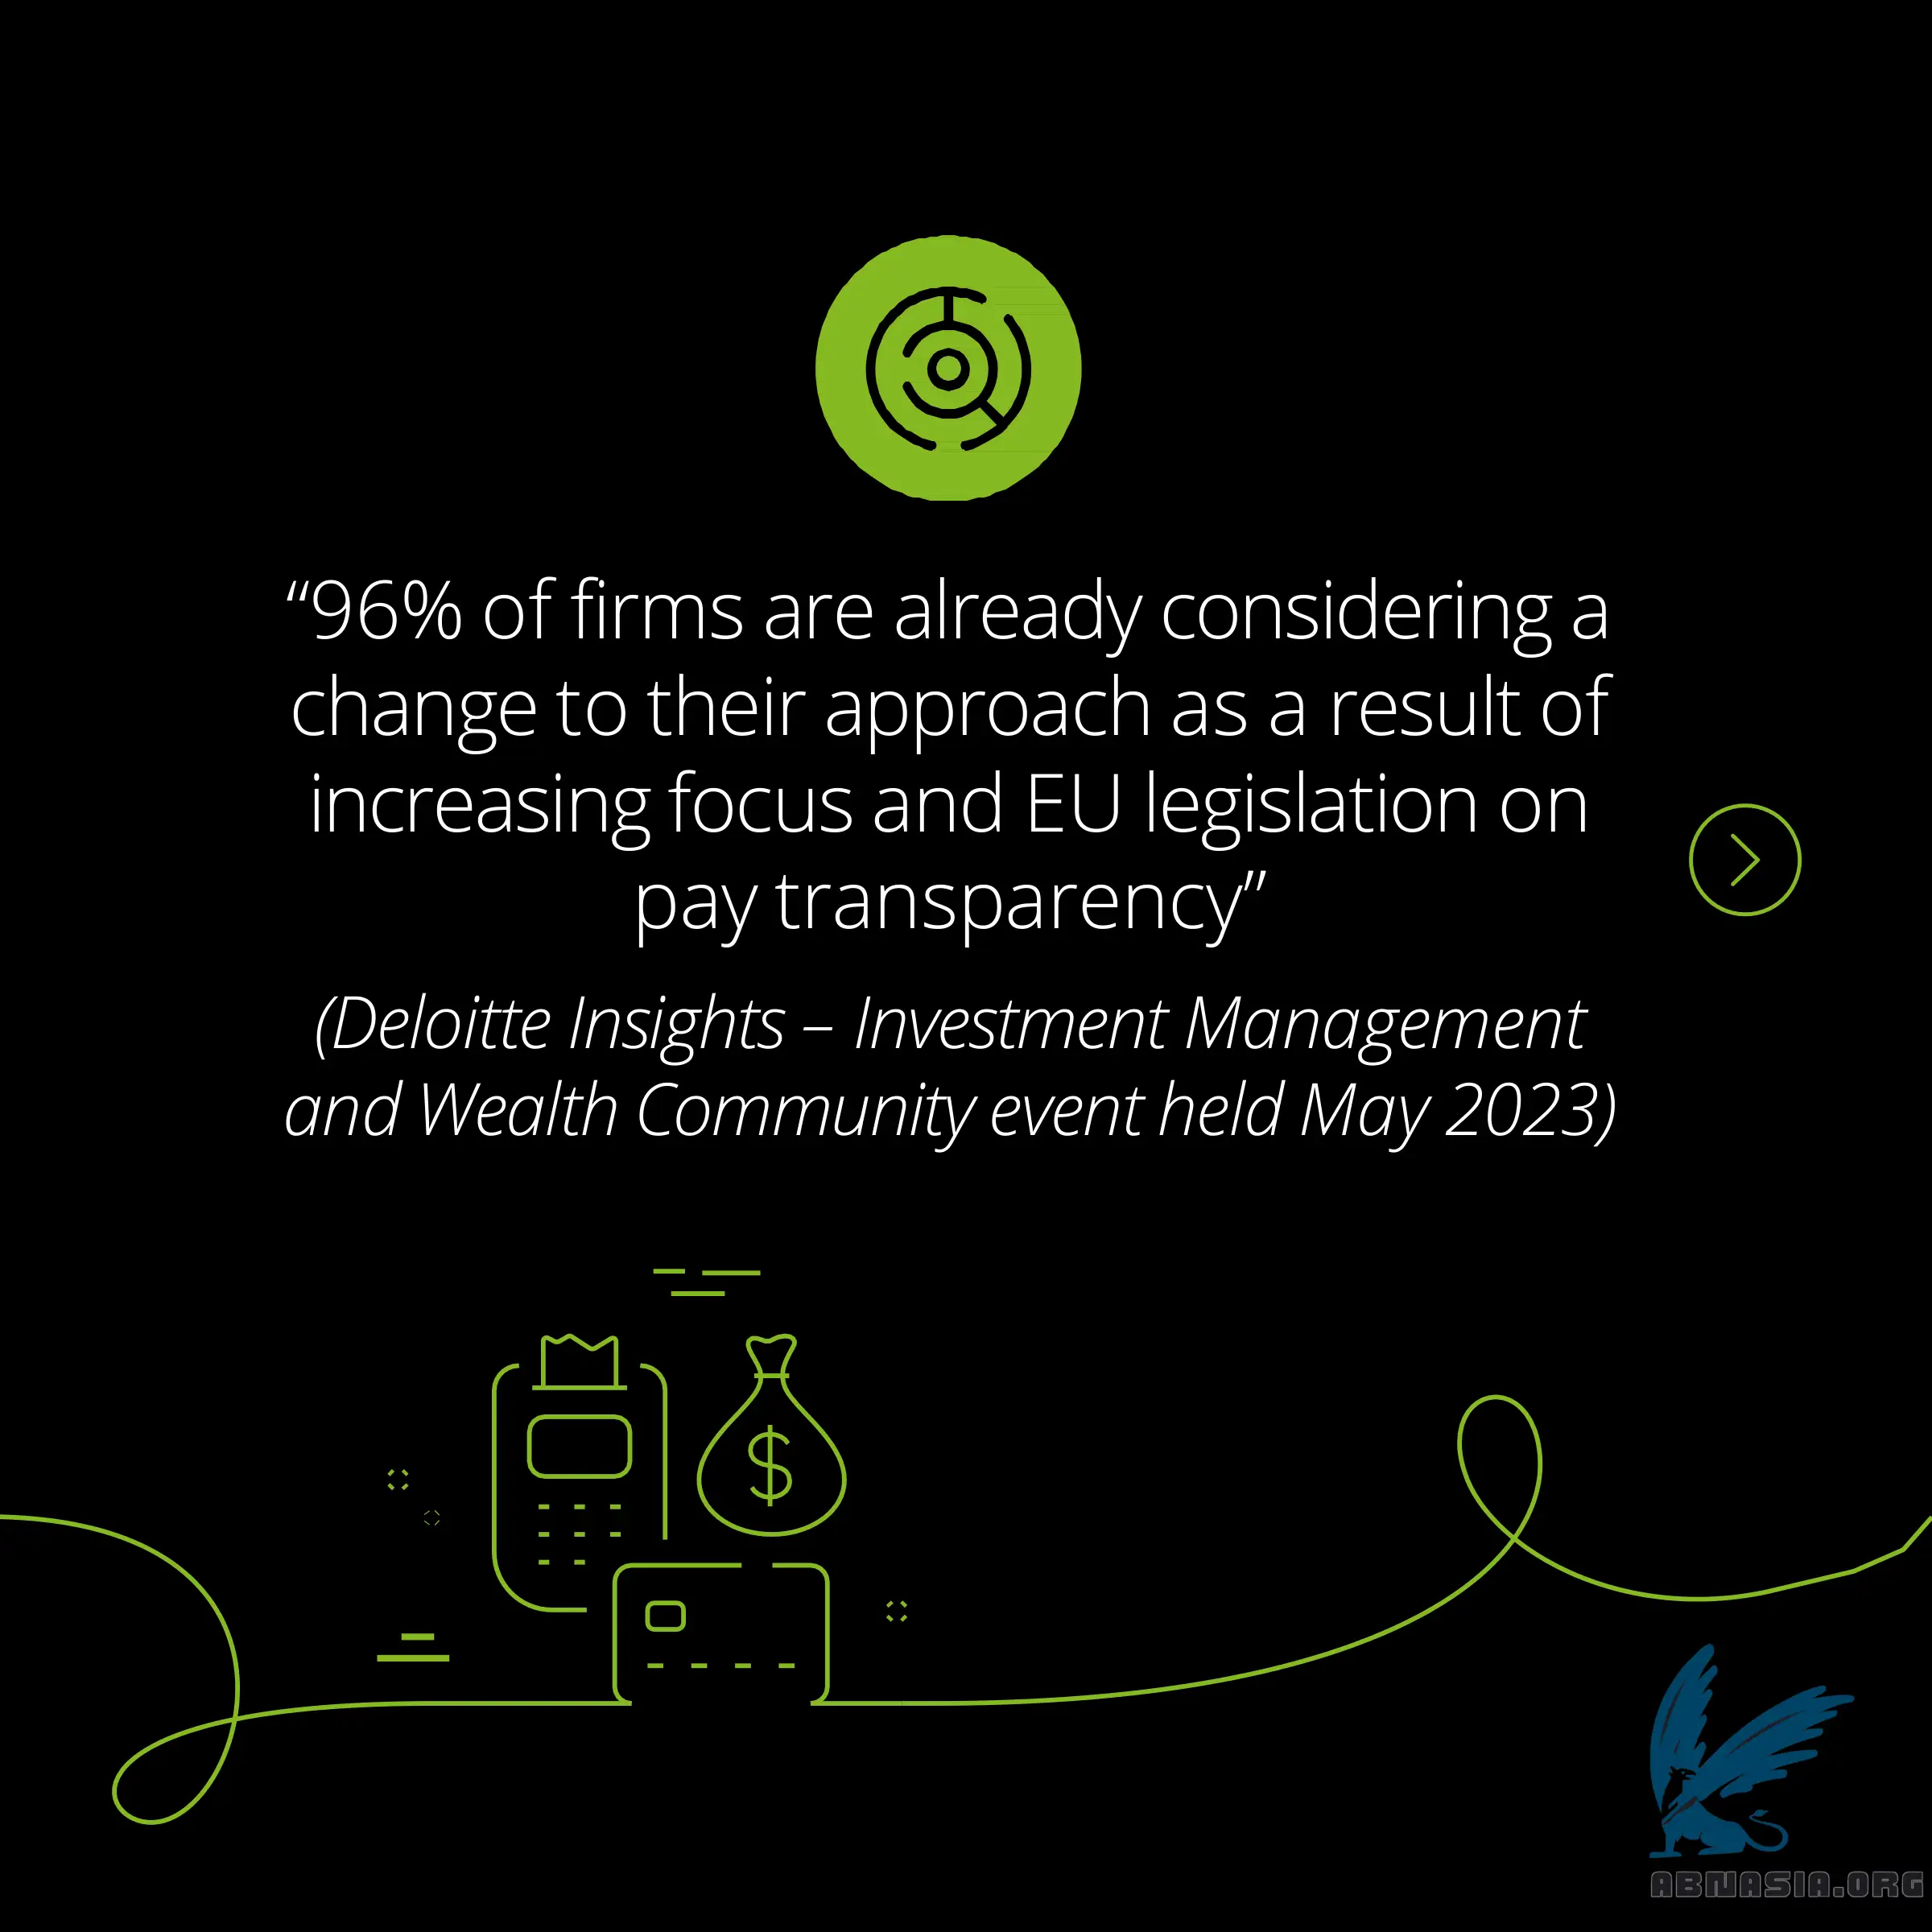 “96% of firms are already considering a
change to their approach as a result of
increasing focus and EU legislation on
pay transparency”
(Deloitte Insights – Investment Management
and Wealth Community event held May 2023)
$
ABNASIA.ORG